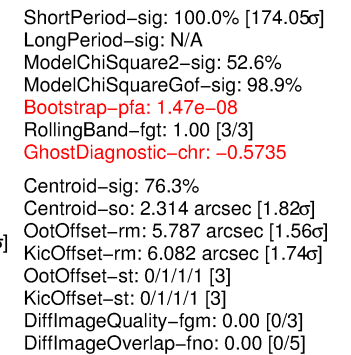 ShortPeriod−sig: 100.0% [174.05σ]
LongPeriod−sig: N/A
ModelChiSquare2−sig: 52.6%
ModelChiSquareGof−sig: 98.9%
Bootstrap−pfa: 1.47e−08
RollingBand−fgt: 1.00 [3/3]
GhostDiagnostic−chr: −0.5735
Centroid−sig: 76.3%
Centroid−so: 2.314 arcsec [1.82σ]
OotOffset−rm: 5.787 arcsec [1.56σ]
σ] KicOffset−rm: 6.082 arcsec [1.74σ]
OotOffset−st: 0/1/1/1 [3]
KicOffset−st: 0/1/1/1 [3]
DiffImageQuality−fgm: 0.00 [0/3]
DiffImageOverlap−fno: 0.00 [0/5]